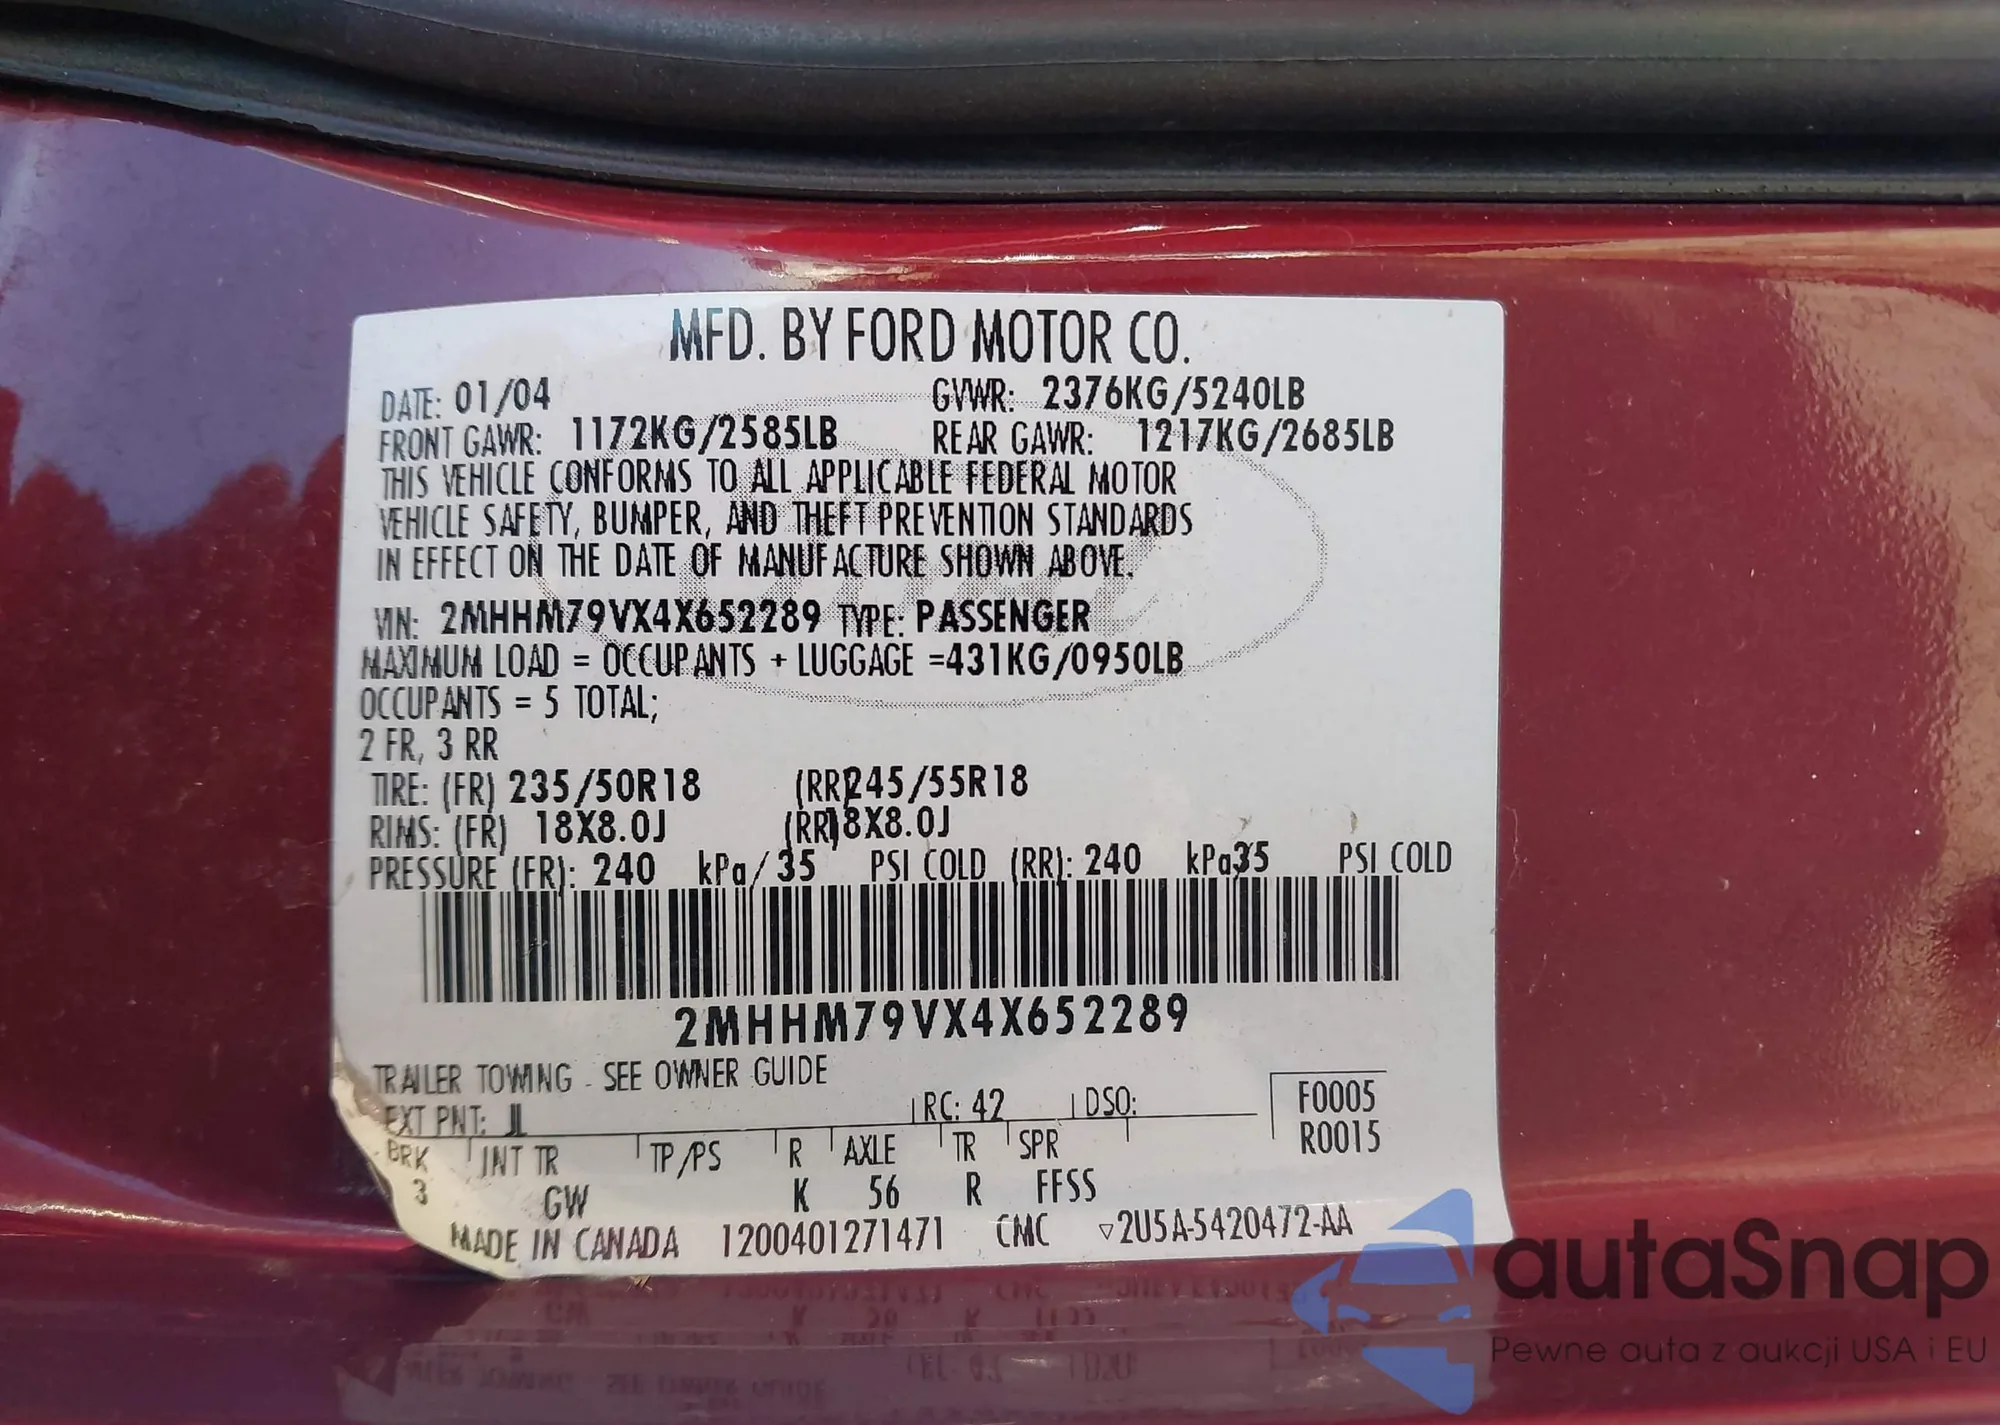 MFD. BY FORD MOTOR CO.
DATE: 01/04 GVWR: 2376KG/5240LB
FRONT GAWR: 1172KG/2585LB REAR GAWR: 1217KG/2685LB
THIS VEHICLE CONFORMS TO ALL APPLICABLE FEDERAL MOTOR
VEHICLE SAFETY, BUMPER, AND THEFT PREVENTION STANDARDS
IN EFFECT ON THE DATE OF MANUFACTURE SHOWN ABOVE.
VIN: 2MHHM79VX4X652289 TYPE: PASSENGER
MAXIMUM LOAD = OCCUPANTS + LUGGAGE =431KG/0950LB
OCCUPANTS = 5 TOTAL;
2 FR, 3 RR
TIRE: (FR) 235/50R18 (RR)245/55R18
RIMS: (FR) 18X8.0J (RR)18X8.0J
PRESSURE (FR): 240 kPa/ 35 PSI COLD (RR): 240 kPa/35 PSI COLD
2MHHM79VX4X652289
TRAILER TOWING - SEE OWNER GUIDE
EXT PNT: JL RC: 42 DSO: F0005
R0015
BRK INT TR TP/PS R AXLE TR SPR
3 GW K 56 R FFSS
MADE IN CANADA 1200401271471 CMC ▽2U5A-5420472-AA
autaSnap
Pewne auta z aukcji USA i EU